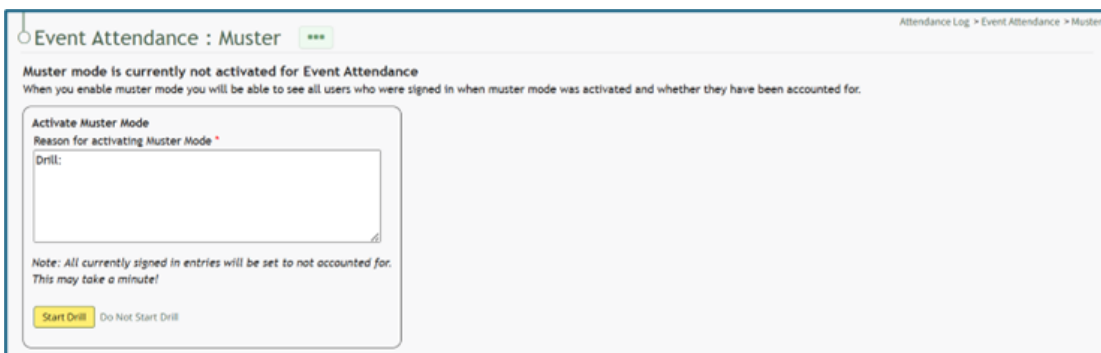 Attendance Log > Event Attendance > Muster
Event Attendance : Muster
Muster mode is currently not activated for Event Attendance
When you enable muster mode you will be able to see all users who were signed in when muster mode was activated and whether they have been accounted for.
Activate Muster Mode
Reason for activating Muster Mode *
Drill:
Note: All currently signed in entries will be set to not accounted for.
This may take a minute!
Start Drill Do Not Start Drill